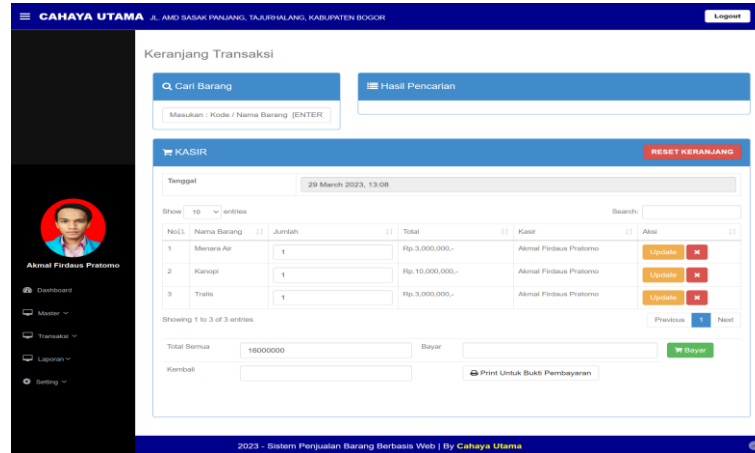 CAHAYA UTAMA JL. AMD SASAK PANJANG, TAJURHALANG, KABUPATEN BOGOR Logout
Keranjang Transaksi
Cari Barang Hasil Pencarian
Masukan : Kode / Nama Barang [ENTER]
KASIR RESET KERANJANG
Tanggal 29 March 2023, 13:08
Show 10 entries Search:
No Nama Barang Jumlah Total Kasir Aksi
1 Menara Air 1 Rp.3,000,000,- Akmal Firdaus Pratomo Update
2 Kanopi 1 Rp.10,000,000,- Akmal Firdaus Pratomo Update
3 Tralis 1 Rp.3,000,000,- Akmal Firdaus Pratomo Update
Showing 1 to 3 of 3 entries Previous 1 Next
Total Semua 16000000 Bayar Bayar
Kembali Print Untuk Bukti Pembayaran
Akmal Firdaus Pratomo
Dashboard
Master
Transaksi
Laporan
Setting
2023 - Sistem Penjualan Barang Berbasis Web | By Cahaya Utama